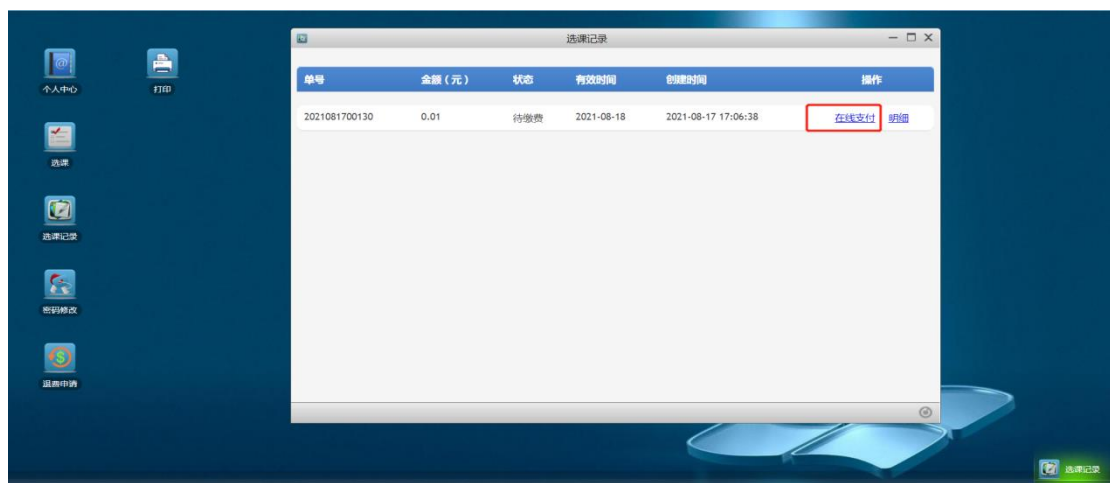 选课记录
单号 金额（元） 状态 有效时间 创建时间 操作
2021081700130 0.01 待缴费 2021-08-18 2021-08-17 17:06:38 在线支付 明细
个人中心 打印
选课
选课记录
密码修改
退费申请
选课记录